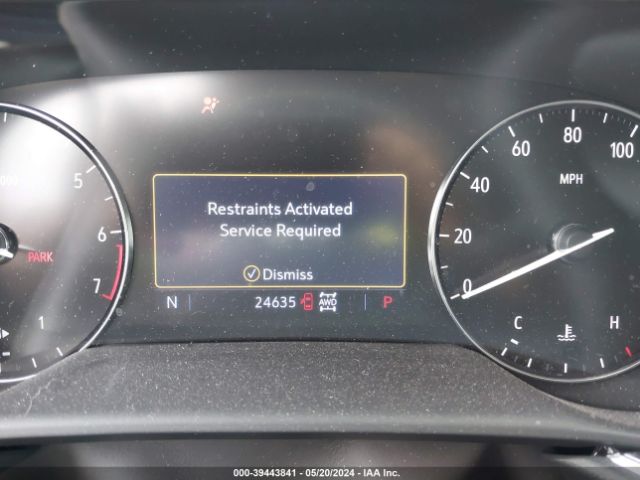 80
60
100
5
40
MPH
000
Restraints Activated
Service Required
6
20
PARK
Dismiss
7
0
N
24635
AWD
P
1
C
H
000-39443841 - 05/20/2024 - IAA Inc.